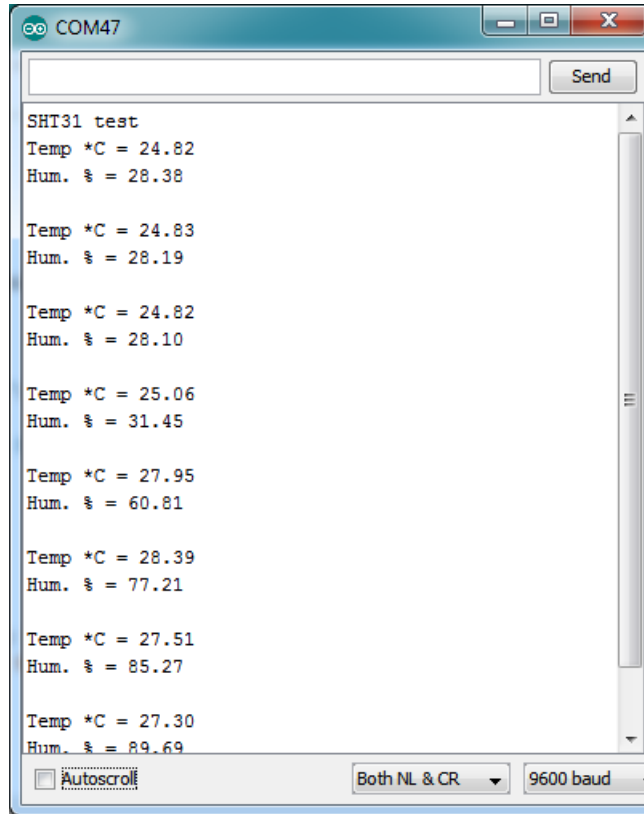 COM47
Send
SHT31 test
Temp *C = 24.82
Hum. % = 28.38
Temp *C = 24.83
Hum. % = 28.19
Temp *C = 24.82
Hum. % = 28.10
Temp *C = 25.06
Hum. % = 31.45
Temp *C = 27.95
Hum. % = 60.81
Temp *C = 28.39
Hum. % = 77.21
Temp *C = 27.51
Hum. % = 85.27
Temp *C = 27.30
Hum. % = 89.69
Autoscroll Both NL & CR 9600 baud